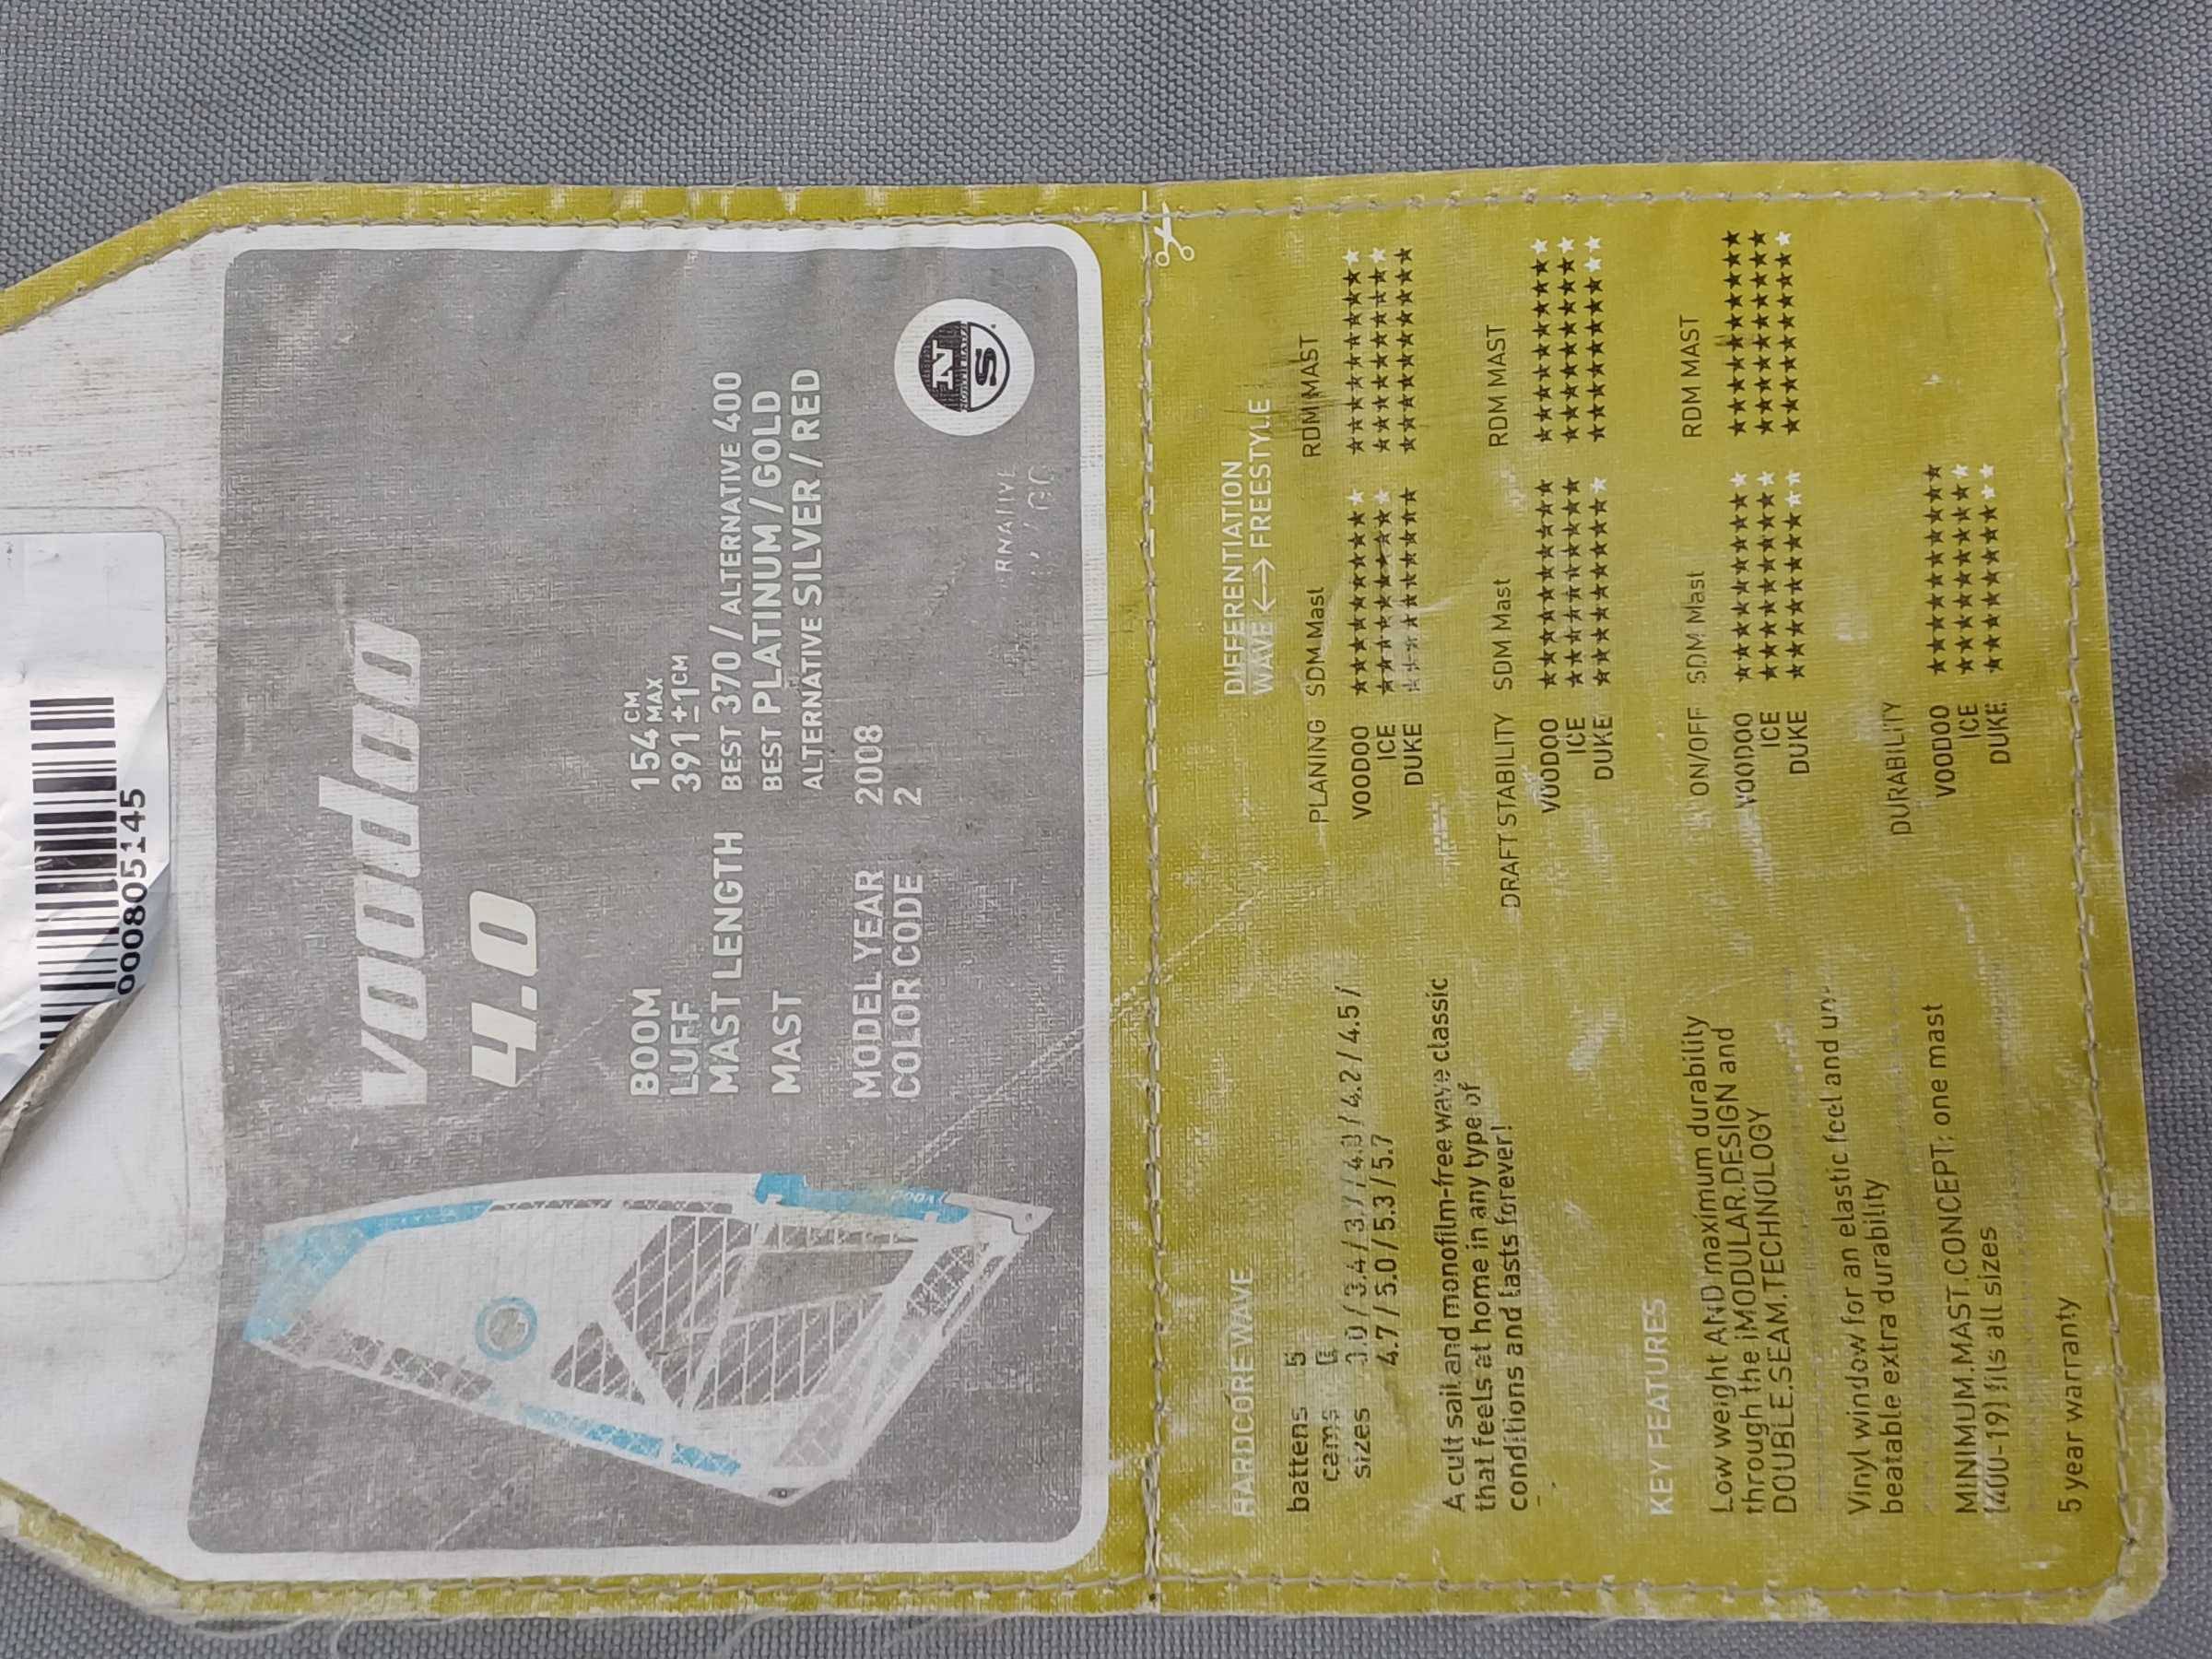 0000805145
voodoo
4.0
BOOM 154 CM MAX
LUFF 391±1CM
MAST LENGTH BEST 370 / ALTERNATIVE 400
MAST BEST PLATINUM / GOLD
ALTERNATIVE SILVER / RED
MODEL YEAR 2008
COLOR CODE 2
N
S
RNATIVE
HARDCORE WAVE
battens 5
cams
sizes 3.0 / 3.4 / 3.7 / 4.0 / 4.2 / 4.5 /
4.7 / 5.0 / 5.3 / 5.7
A cult sail and monofilm-free wave classic
that feels at home in any type of
conditions and lasts forever!
KEY FEATURES
Low weight AND maximum durability
through the iMODULAR.DESIGN and
DOUBLE.SEAM.TECHNOLOGY
Vinyl window for an elastic feel and un-
beatable extra durability
MINIMUM.MAST.CONCEPT: one mast
(400-19) fits all sizes
5 year warranty
DIFFERENTIATION
WAVE ↔ FREESTYLE
PLANING SDM Mast RDM MAST
VOODOO ★★★★★★★★★★ ★★★★★★★★★★
ICE ★★★★★★★★★★ ★★★★★★★★★★
DUKE ★★★★★★★★★★ ★★★★★★★★★★
DRAFT STABILITY SDM Mast RDM MAST
VOODOO ★★★★★★★★★★ ★★★★★★★★★★
ICE ★★★★★★★★★★ ★★★★★★★★★★
DUKE ★★★★★★★★★★ ★★★★★★★★★★
ON/OFF SDM Mast RDM MAST
VOODOO ★★★★★★★★★★ ★★★★★★★★★★
ICE ★★★★★★★★★★ ★★★★★★★★★★
DUKE ★★★★★★★★★★ ★★★★★★★★★★
DURABILITY
VOODOO ★★★★★★★★★★
ICE ★★★★★★★★★★
DUKE ★★★★★★★★★★